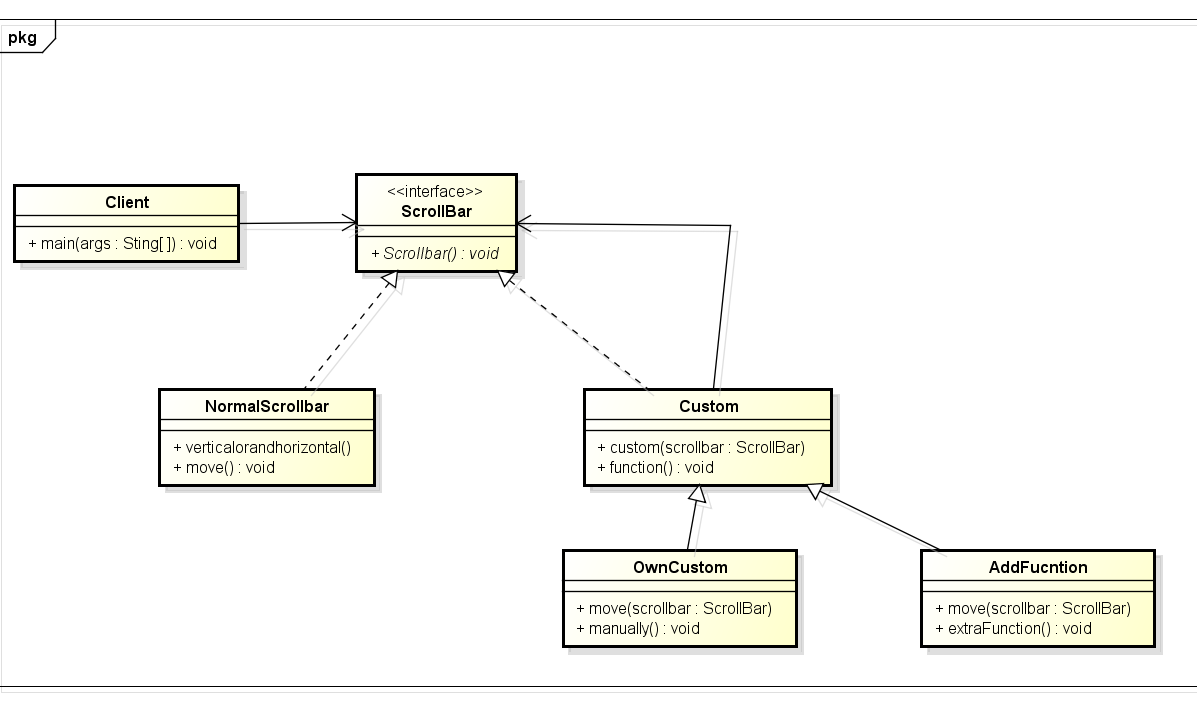 pkg
Client
+ main(args : Sting[ ]) : void
<<interface>>
ScrollBar
+ Scrollbar() : void
NormalScrollbar
+ verticalorandhorizontal()
+ move() : void
Custom
+ custom(scrollbar : ScrollBar)
+ function() : void
OwnCustom
+ move(scrollbar : ScrollBar)
+ manually() : void
AddFucntion
+ move(scrollbar : ScrollBar)
+ extraFunction() : void